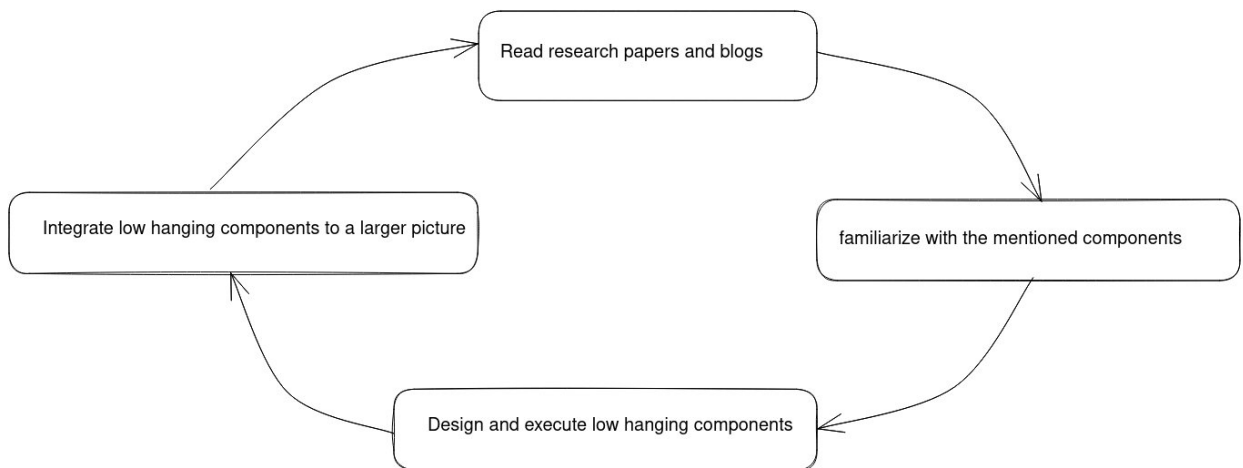 Read research papers and blogs
Integrate low hanging components to a larger picture
familiarize with the mentioned components
Design and execute low hanging components